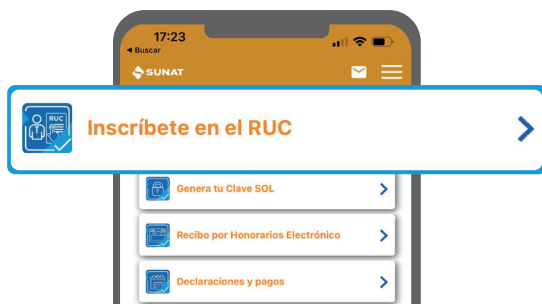 17:23
Buscar
SUNAT
RUC
Inscríbete en el RUC
Genera tu Clave SOL
Recibo por Honorarios Electrónico
Declaraciones y pagos